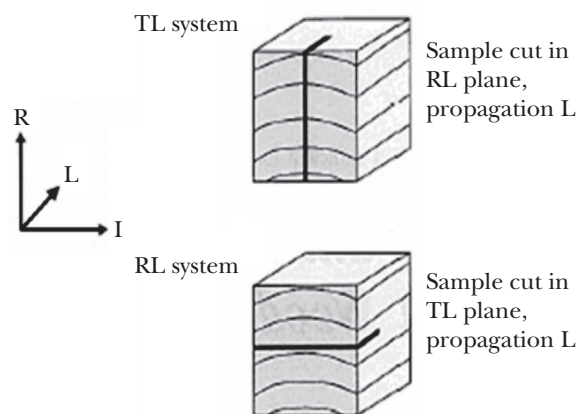 TL system
Sample cut in
RL plane,
propagation L
R
L
I
RL system
Sample cut in
TL plane,
propagation L